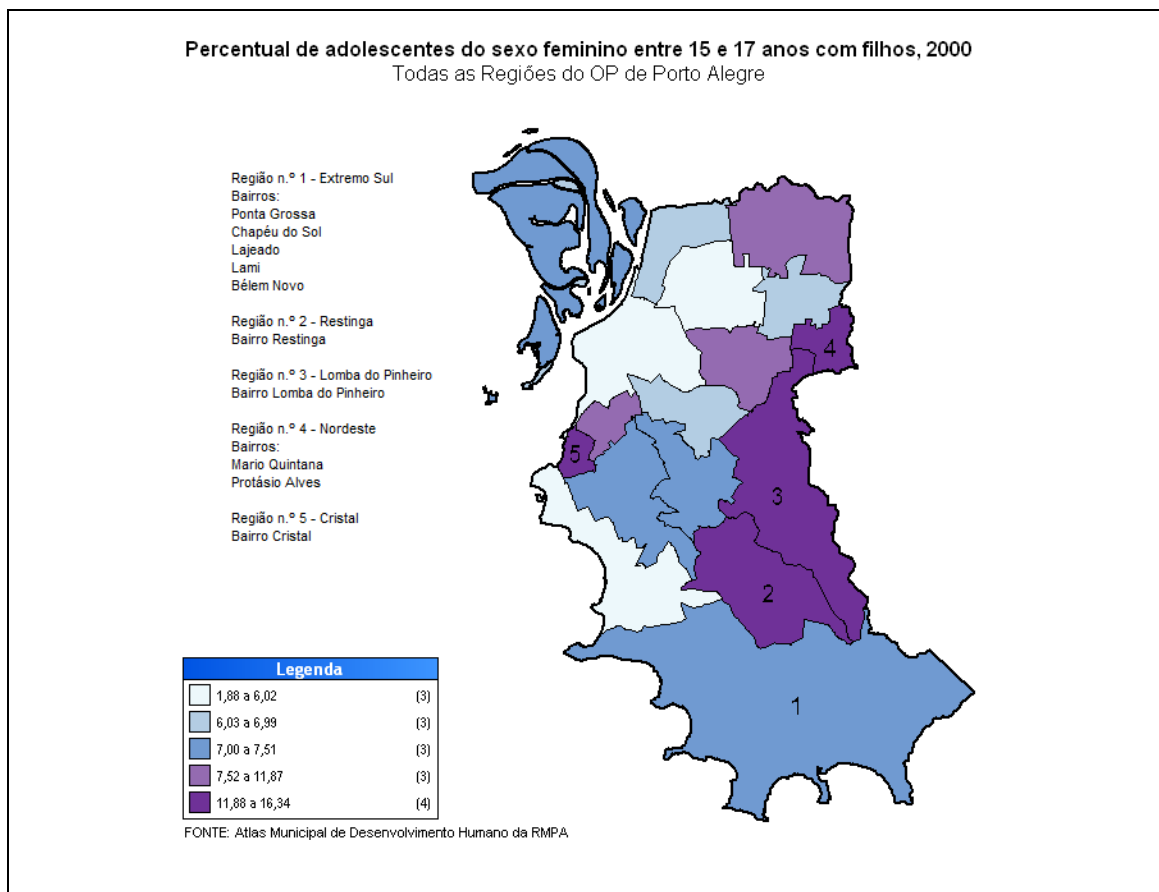 Percentual de adolescentes do sexo feminino entre 15 e 17 anos com filhos, 2000
Todas as Regiões do OP de Porto Alegre
Região n.º 1 - Extremo Sul
Bairros:
Ponta Grossa
Chapéu do Sol
Lajeado
Lami
Bélem Novo
Região n.º 2 - Restinga
Bairro Restinga
Região n.º 3 - Lomba do Pinheiro
Bairro Lomba do Pinheiro
Região n.º 4 - Nordeste
Bairros:
Mario Quintana
Protásio Alves
Região n.º 5 - Cristal
Bairro Cristal
4
5
3
2
1
Legenda
1,88 a 6,02 (3)
6,03 a 6,99 (3)
7,00 a 7,51 (3)
7,52 a 11,87 (3)
11,88 a 16,34 (4)
FONTE: Atlas Municipal de Desenvolvimento Humano da RMPA